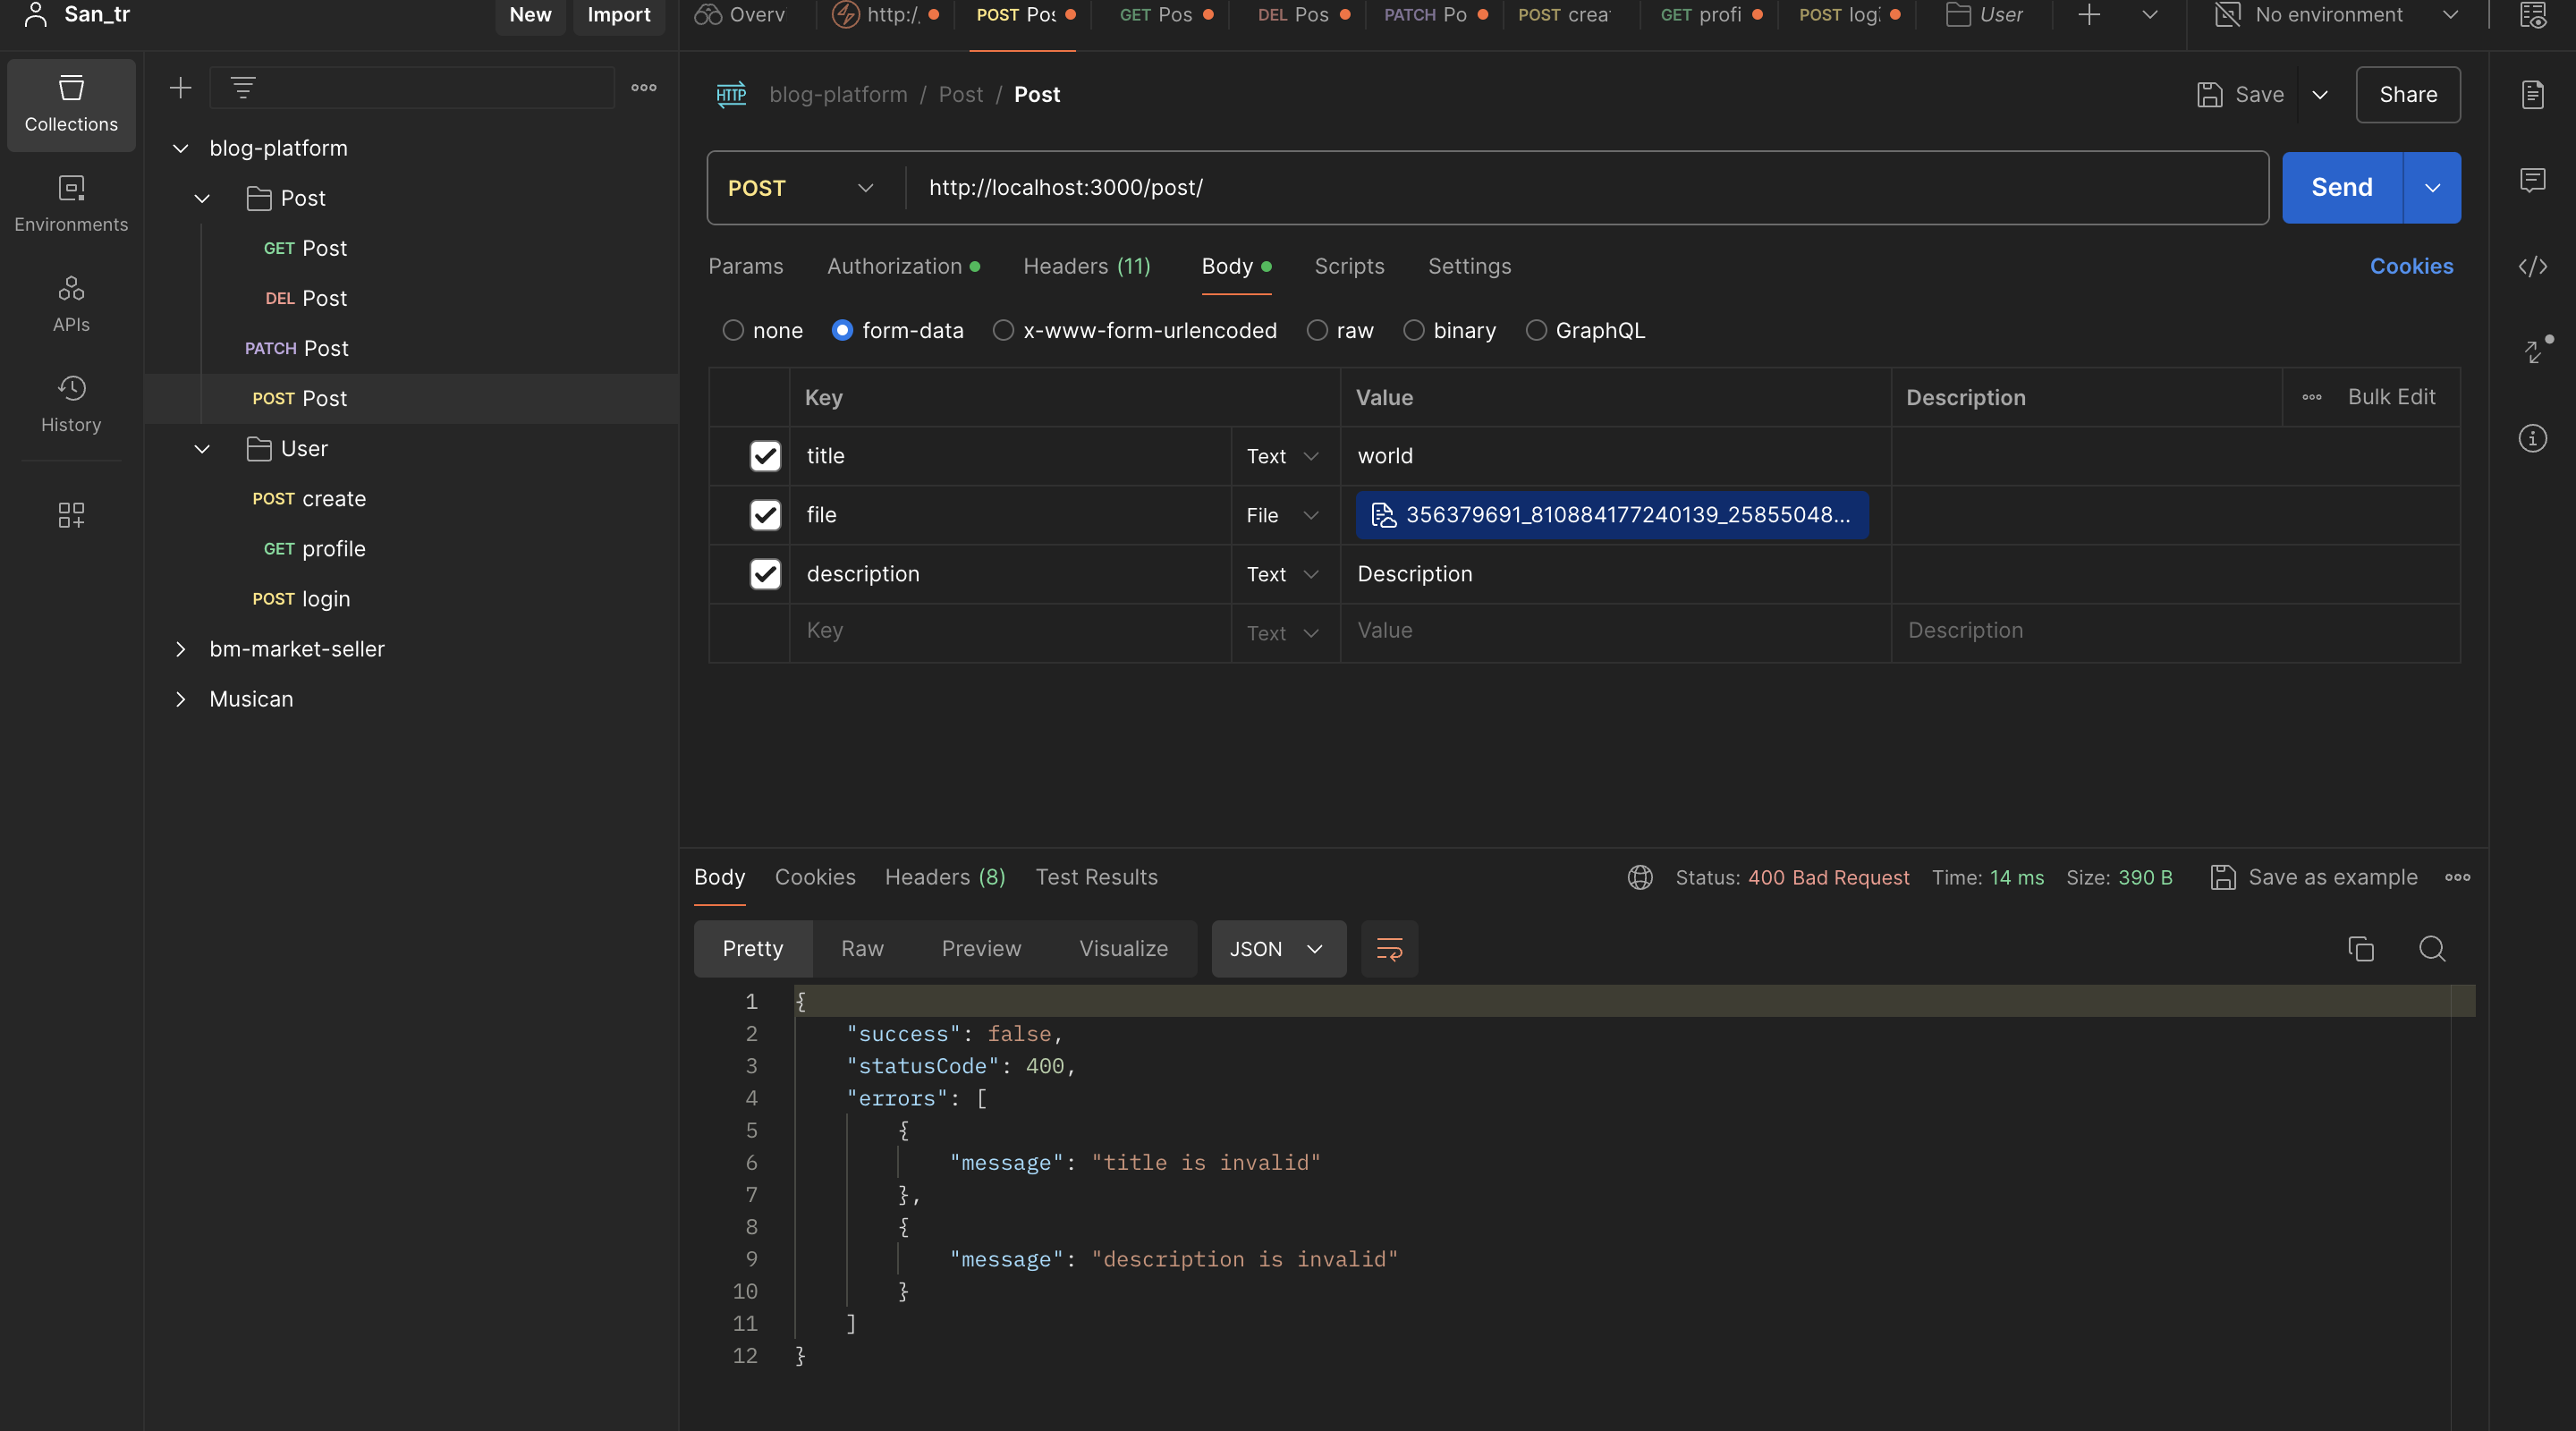 San_tr
New
Import
Overv
http:/
POST Pos
GET Pos
DEL Pos
PATCH Po
POST crea
GET profi
POST log
User
No environment
Collections
Environments
APIs
History
blog-platform
Post
GET Post
DEL Post
PATCH Post
POST Post
User
POST create
GET profile
POST login
bm-market-seller
Musican
HTTP blog-platform / Post / Post
Save
Share
POST
http://localhost:3000/post/
Send
Params
Authorization
Headers (11)
Body
Scripts
Settings
Cookies
none
form-data
x-www-form-urlencoded
raw
binary
GraphQL
Key
Value
Description
Bulk Edit
title Text world
file File 356379691_810884177240139_25855048...
description Text Description
Key Text Value Description
Body
Cookies
Headers (8)
Test Results
Status: 400 Bad Request
Time: 14 ms
Size: 390 B
Save as example
Pretty
Raw
Preview
Visualize
JSON
1 {
2 "success": false,
3 "statusCode": 400,
4 "errors": [
5 {
6 "message": "title is invalid"
7 },
8 {
9 "message": "description is invalid"
10 }
11 ]
12 }